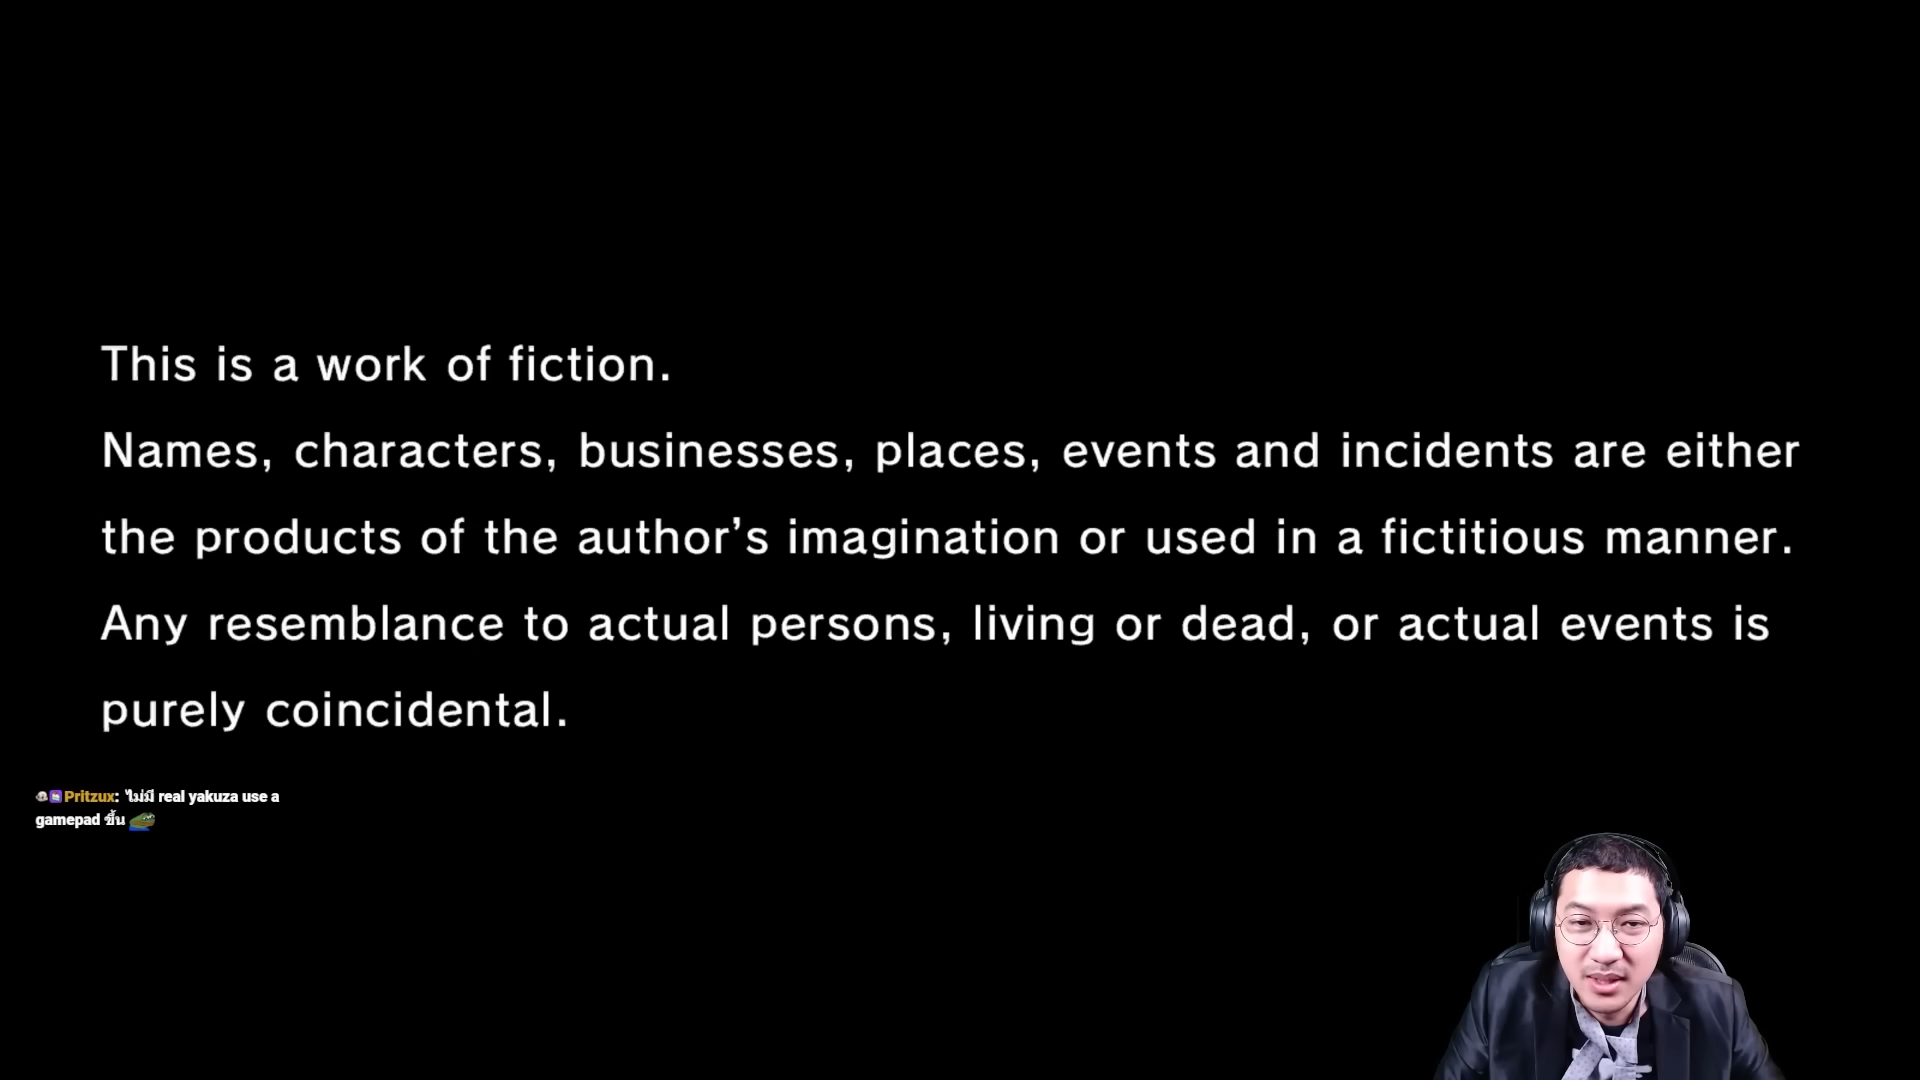 This is a work of fiction.
Names, characters, businesses, places, events and incidents are either
the products of the author’s imagination or used in a fictitious manner.
Any resemblance to actual persons, living or dead, or actual events is
purely coincidental.
Pritzux: ไม่มี real yakuza use a
gamepad ขึ้น